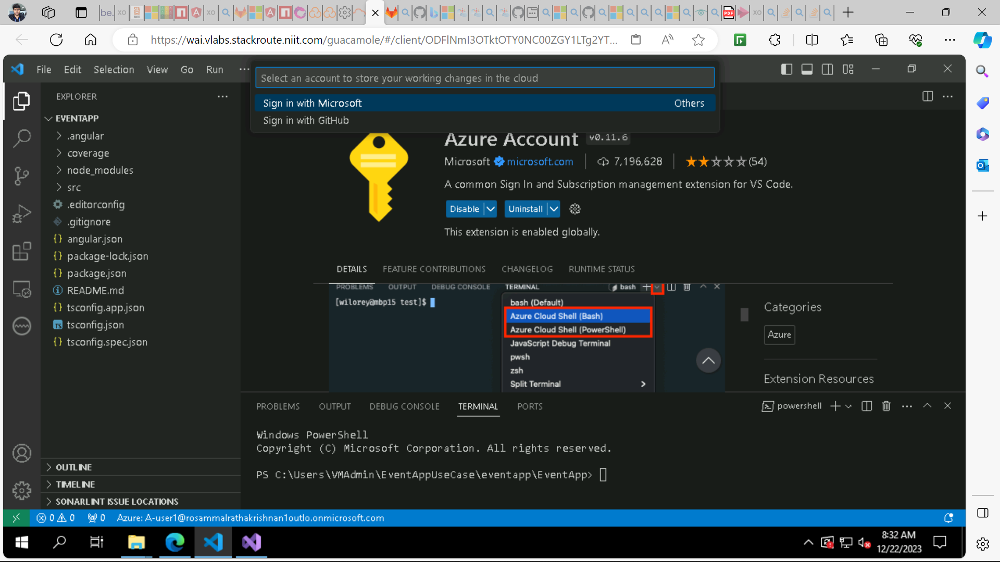 be.
https://wai.vlabs.stackroute.niit.com/guacamole/#/client/ODFlNmI3OTktOTY0NC00ZGY1LTg2YT...
File Edit Selection View Go Run ...
Select an account to store your working changes in the cloud
Sign in with Microsoft Others
Sign in with GitHub
EXPLORER
EVENTAPP
.angular
coverage
node_modules
src
.editorconfig
.gitignore
angular.json
package-lock.json
package.json
README.md
tsconfig.app.json
tsconfig.json
tsconfig.spec.json
OUTLINE
TIMELINE
SONARLINT ISSUE LOCATIONS
Azure Account v0.11.6
Microsoft microsoft.com 7,196,628 (54)
A common Sign In and Subscription management extension for VS Code.
Disable Uninstall
This extension is enabled globally.
DETAILS FEATURE CONTRIBUTIONS CHANGELOG RUNTIME STATUS
PROBLEMS OUTPUT DEBUG CONSOLE TERMINAL bash
[wilorey@mbp15 test]$
bash (Default)
Azure Cloud Shell (Bash)
Azure Cloud Shell (PowerShell)
JavaScript Debug Terminal
pwsh
zsh
Split Terminal
Categories
Azure
Extension Resources
PROBLEMS OUTPUT DEBUG CONSOLE TERMINAL PORTS powershell
Windows PowerShell
Copyright (C) Microsoft Corporation. All rights reserved.
PS C:\Users\VMAdmin\EventAppUseCase\eventapp\EventApp>
0 0 0 Azure: A-user1@rosammalrathakrishnan1outlo.onmicrosoft.com
8:32 AM
12/22/2023